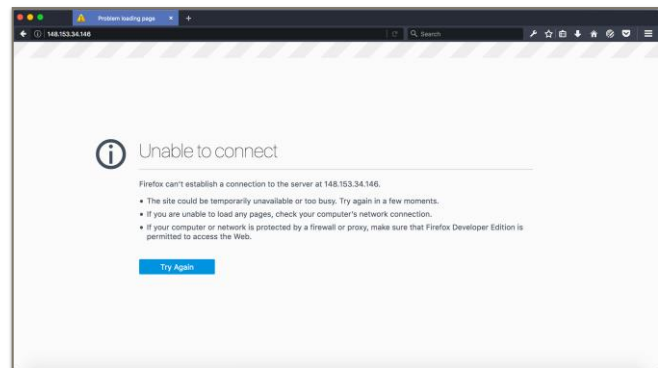 Problem loading page
148.153.34.146
Search
Unable to connect
Firefox can't establish a connection to the server at 148.153.34.146.
• The site could be temporarily unavailable or too busy. Try again in a few moments.
• If you are unable to load any pages, check your computer's network connection.
• If your computer or network is protected by a firewall or proxy, make sure that Firefox Developer Edition is
permitted to access the Web.
Try Again